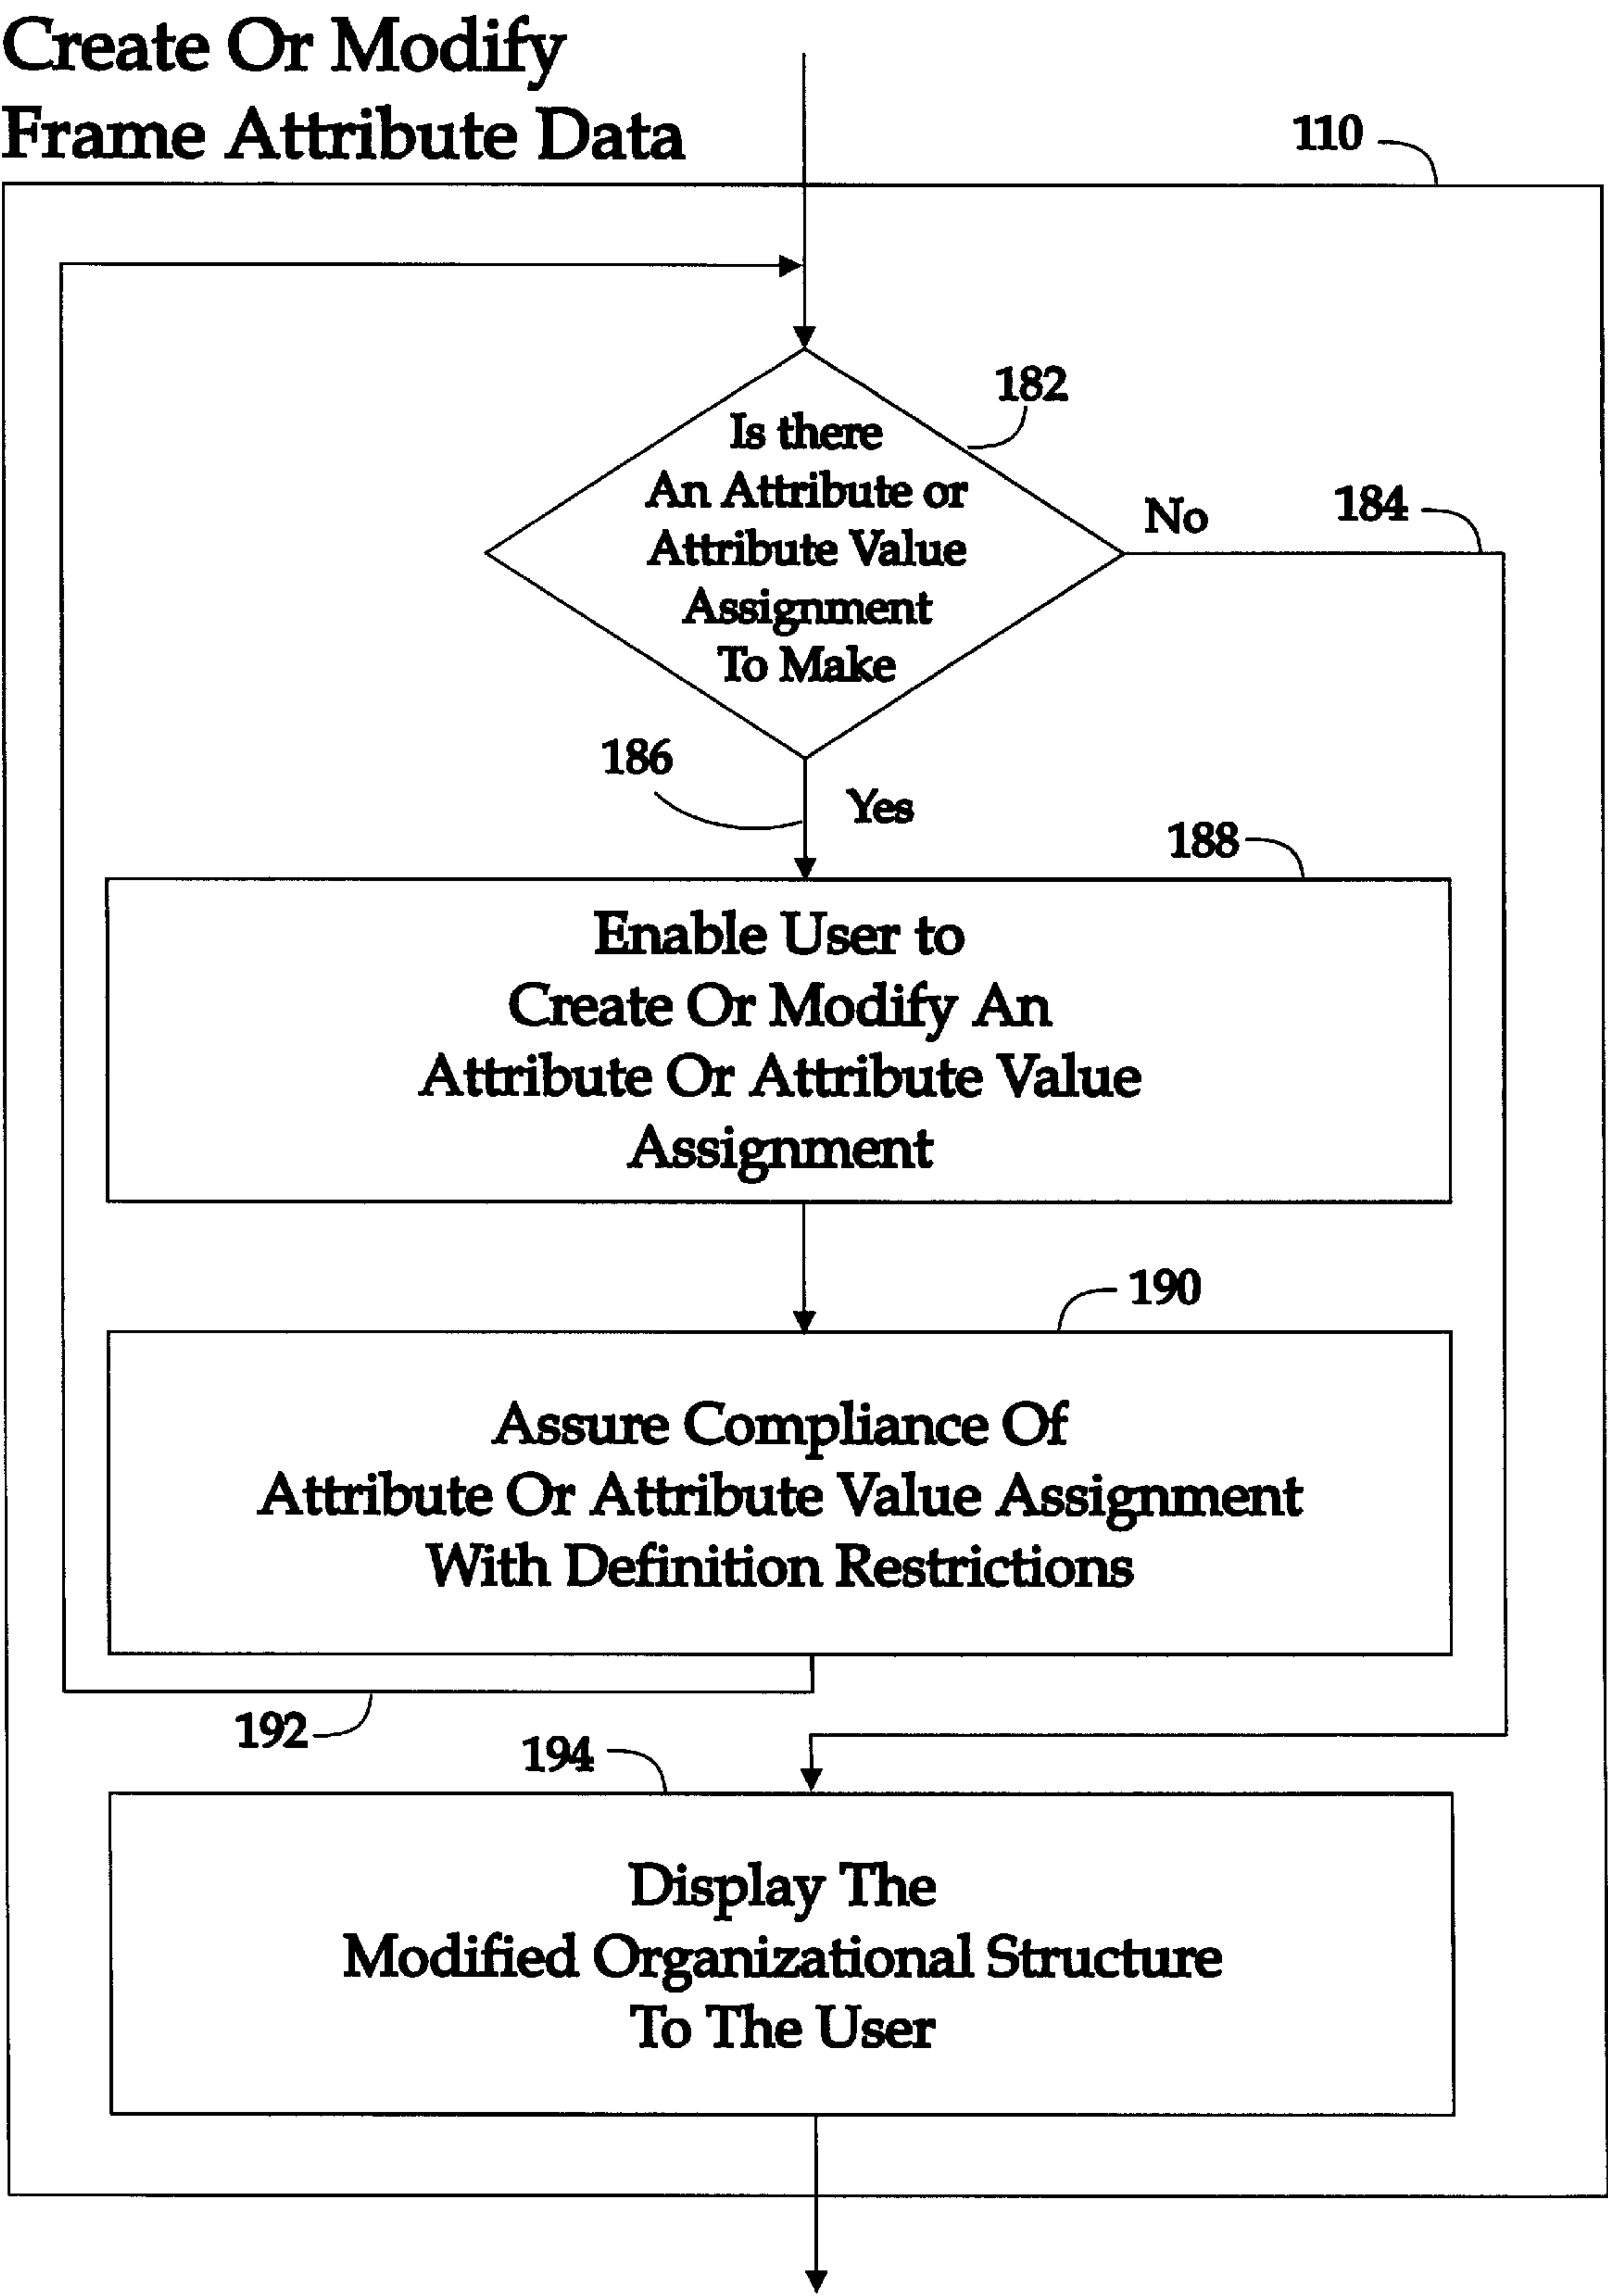 Create Or Modify
Frame Attribute Data
110
182
Is there
An Attribute or
Attribute Value
Assignment
To Make
No
184
186
Yes
188
Enable User to
Create Or Modify An
Attribute Or Attribute Value
Assignment
190
Assure Compliance Of
Attribute Or Attribute Value Assignment
With Definition Restrictions
192
194
Display The
Modified Organizational Structure
To The User